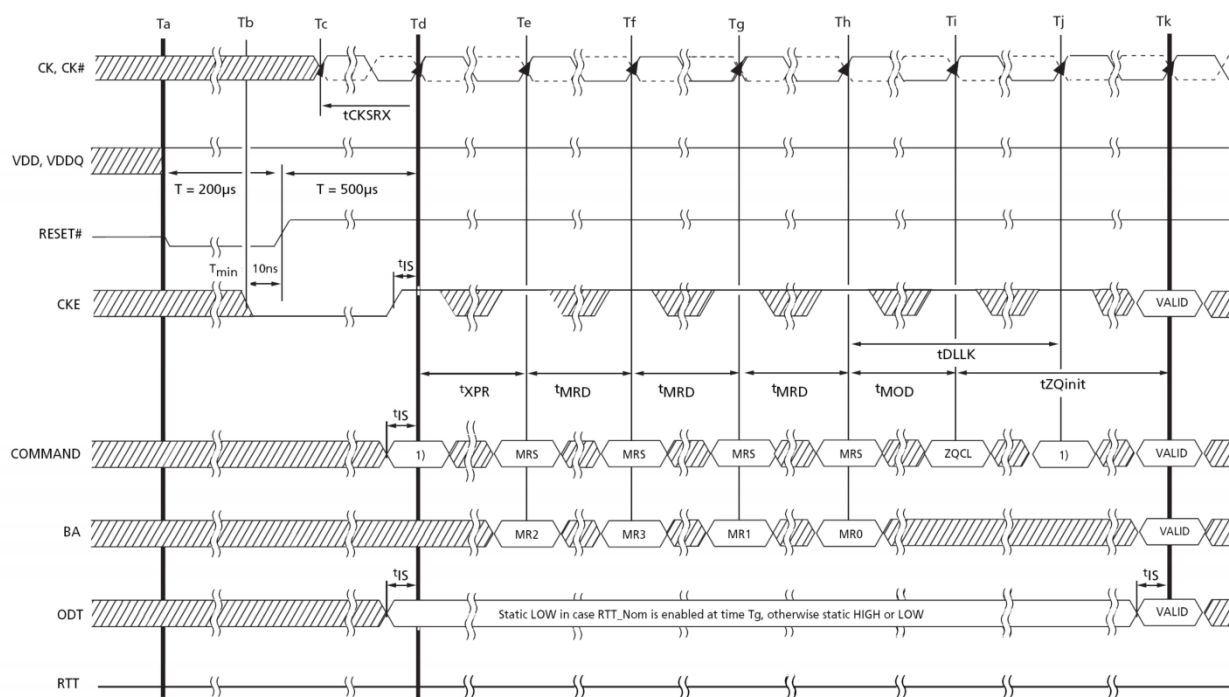 Ta Tb Tc Td Te Tf Tg Th Ti Tj Tk
CK, CK#
tCKSRX
VDD, VDDQ
T = 200µs T = 500µs
RESET#
Tmin 10ns tIS
CKE VALID
tDLLK
tXPR tMRD tMRD tMRD tMOD tZQinit
tIS
COMMAND 1) MRS MRS MRS MRS ZQCL 1) VALID
BA MR2 MR3 MR1 MR0 VALID
tIS tIS
ODT Static LOW in case RTT_Nom is enabled at time Tg, otherwise static HIGH or LOW VALID
RTT